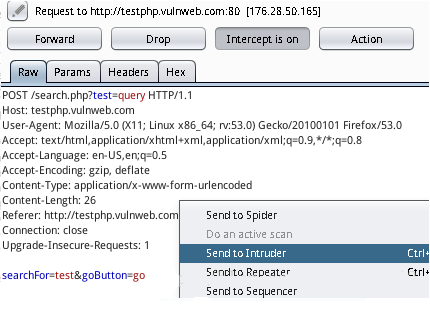 Request to http://testphp.vulnweb.com:80 [176.28.50.165]
Forward Drop Intercept is on Action
Raw Params Headers Hex
POST /search.php?test=query HTTP/1.1
Host: testphp.vulnweb.com
User-Agent: Mozilla/5.0 (X11; Linux x86_64; rv:53.0) Gecko/20100101 Firefox/53.0
Accept: text/html,application/xhtml+xml,application/xml;q=0.9,*/*;q=0.8
Accept-Language: en-US,en;q=0.5
Accept-Encoding: gzip, deflate
Content-Type: application/x-www-form-urlencoded
Content-Length: 26
Referer: http://testphp.vulnweb.com
Connection: close
Upgrade-Insecure-Requests: 1
searchFor=test&goButton=go
Send to Spider
Do an active scan
Send to Intruder Ctrl+
Send to Repeater Ctrl+
Send to Sequencer